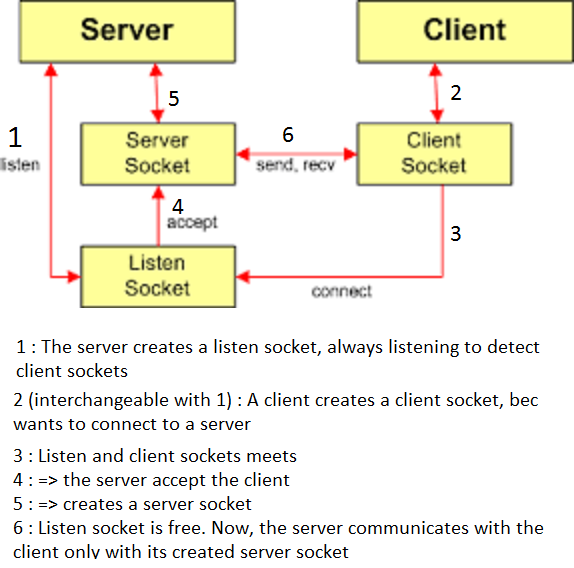 Server
Client
5
2
1
listen
Server
Socket
6
send, recv
Client
Socket
4
accept
3
Listen
Socket
connect
1 : The server creates a listen socket, always listening to detect
client sockets
2 (interchangeable with 1) : A client creates a client socket, bec
wants to connect to a server
3 : Listen and client sockets meets
4 : => the server accept the client
5 : => creates a server socket
6 : Listen socket is free. Now, the server communicates with the
client only with its created server socket